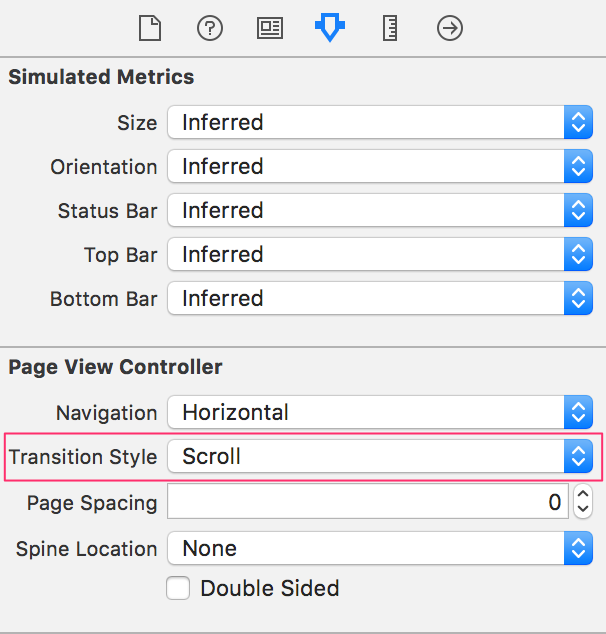 Simulated Metrics
Size Inferred
Orientation Inferred
Status Bar Inferred
Top Bar Inferred
Bottom Bar Inferred
Page View Controller
Navigation Horizontal
Transition Style Scroll
Page Spacing 0
Spine Location None
Double Sided